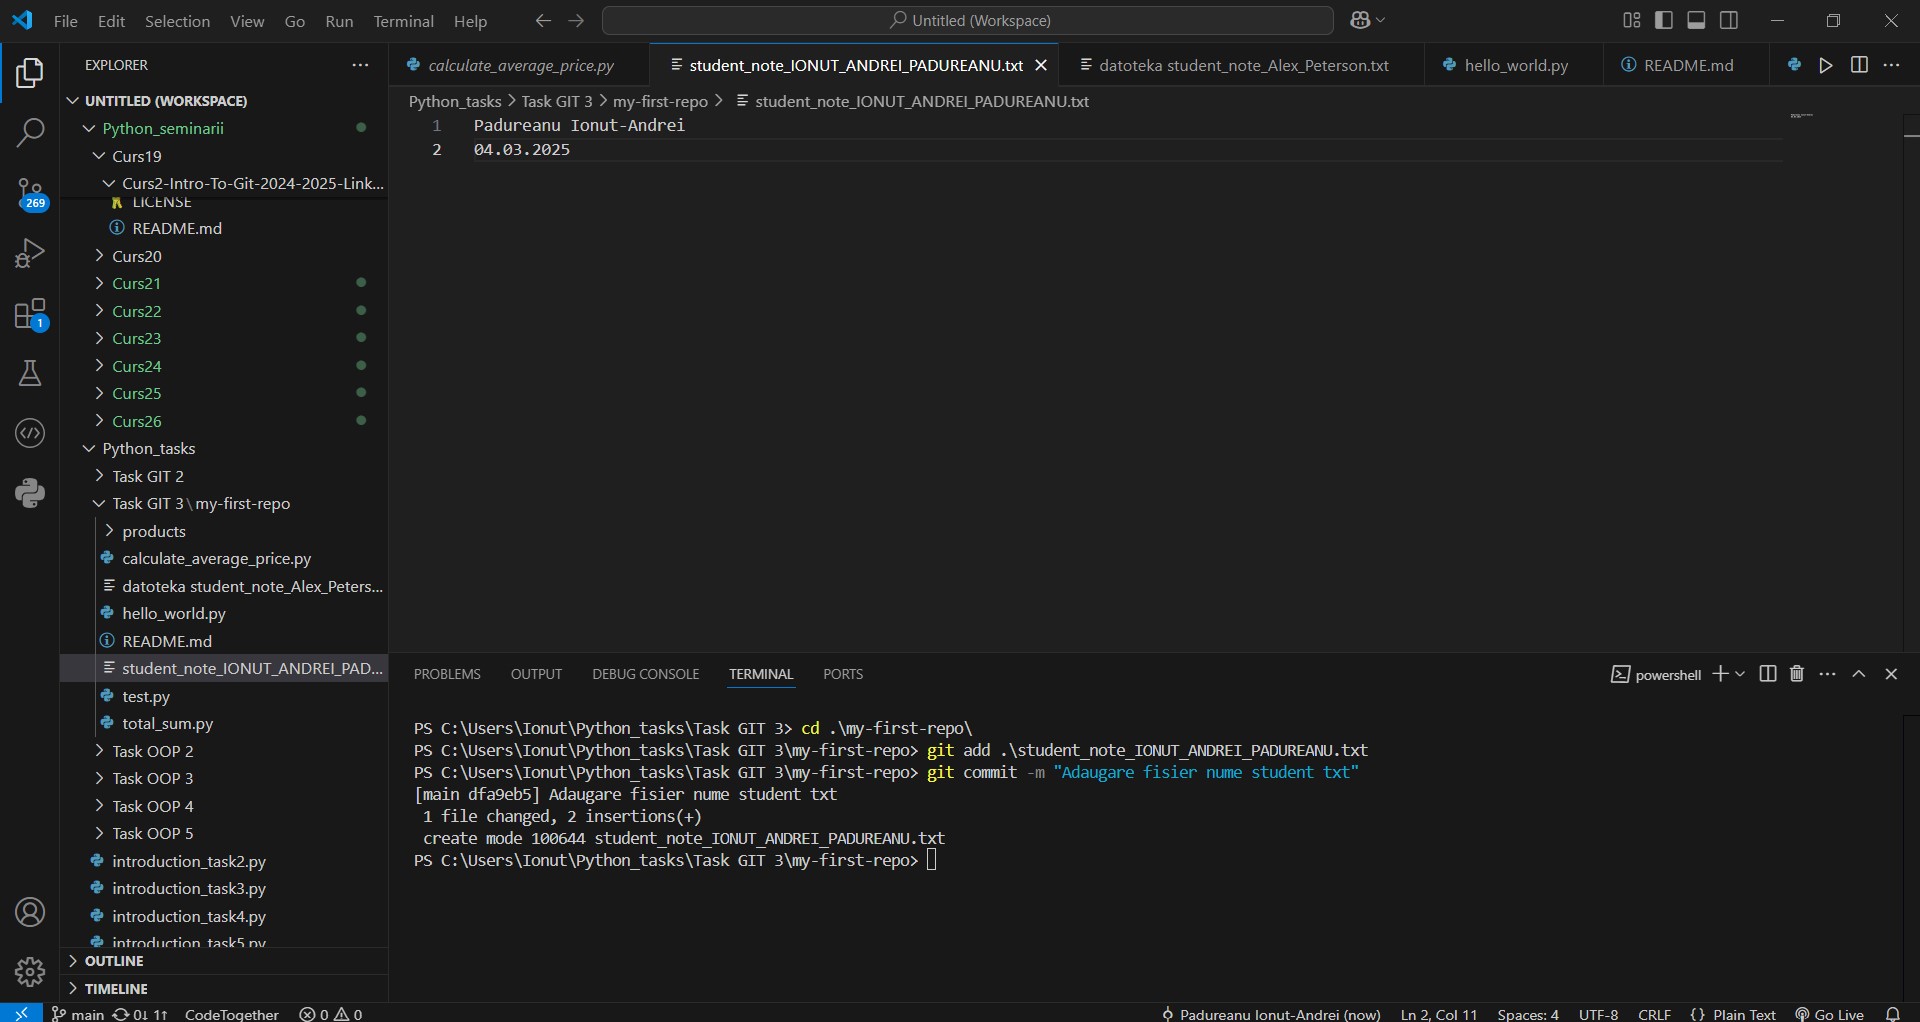 File Edit Selection View Go Run Terminal Help
Untitled (Workspace)
EXPLORER
UNTITLED (WORKSPACE)
Python_seminarii
Curs19
Curs2-Intro-To-Git-2024-2025-Link...
LICENSE
README.md
Curs20
Curs21
Curs22
Curs23
Curs24
Curs25
Curs26
Python_tasks
Task GIT 2
Task GIT 3\my-first-repo
products
calculate_average_price.py
datoteka student_note_Alex_Peters...
hello_world.py
README.md
student_note_IONUT_ANDREI_PAD...
test.py
total_sum.py
Task OOP 2
Task OOP 3
Task OOP 4
Task OOP 5
introduction_task2.py
introduction_task3.py
introduction_task4.py
introduction_task5.py
OUTLINE
TIMELINE
269
1
calculate_average_price.py
student_note_IONUT_ANDREI_PADUREANU.txt
datoteka student_note_Alex_Peterson.txt
hello_world.py
README.md
Python_tasks > Task GIT 3 > my-first-repo > student_note_IONUT_ANDREI_PADUREANU.txt
1 Padureanu Ionut-Andrei
2 04.03.2025
PROBLEMS OUTPUT DEBUG CONSOLE TERMINAL PORTS
powershell
PS C:\Users\Ionut\Python_tasks\Task GIT 3> cd .\my-first-repo\
PS C:\Users\Ionut\Python_tasks\Task GIT 3\my-first-repo> git add .\student_note_IONUT_ANDREI_PADUREANU.txt
PS C:\Users\Ionut\Python_tasks\Task GIT 3\my-first-repo> git commit -m "Adaugare fisier nume student txt"
[main dfa9eb5] Adaugare fisier nume student txt
1 file changed, 2 insertions(+)
create mode 100644 student_note_IONUT_ANDREI_PADUREANU.txt
PS C:\Users\Ionut\Python_tasks\Task GIT 3\my-first-repo>
main 0↓ 1↑ CodeTogether 0 0
Padureanu Ionut-Andrei (now) Ln 2, Col 11 Spaces: 4 UTF-8 CRLF {} Plain Text Go Live